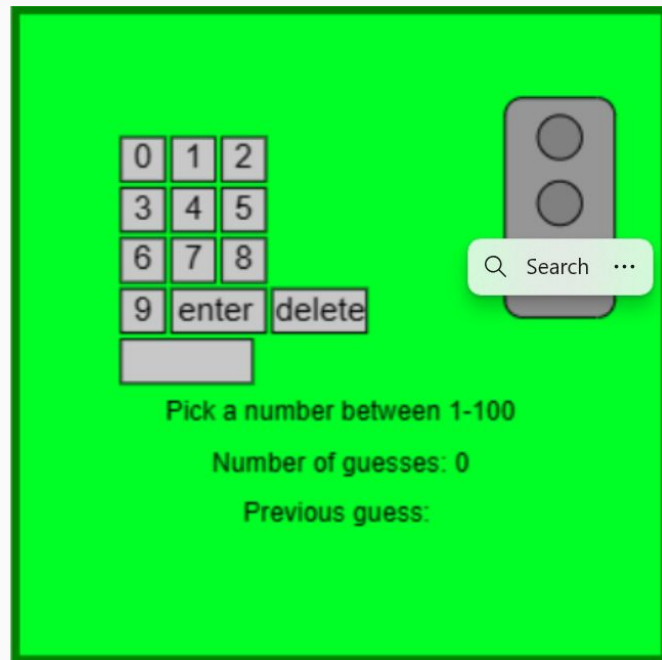 0 1 2
3 4 5
6 7 8
Search ...
9 enter delete
Pick a number between 1-100
Number of guesses: 0
Previous guess: